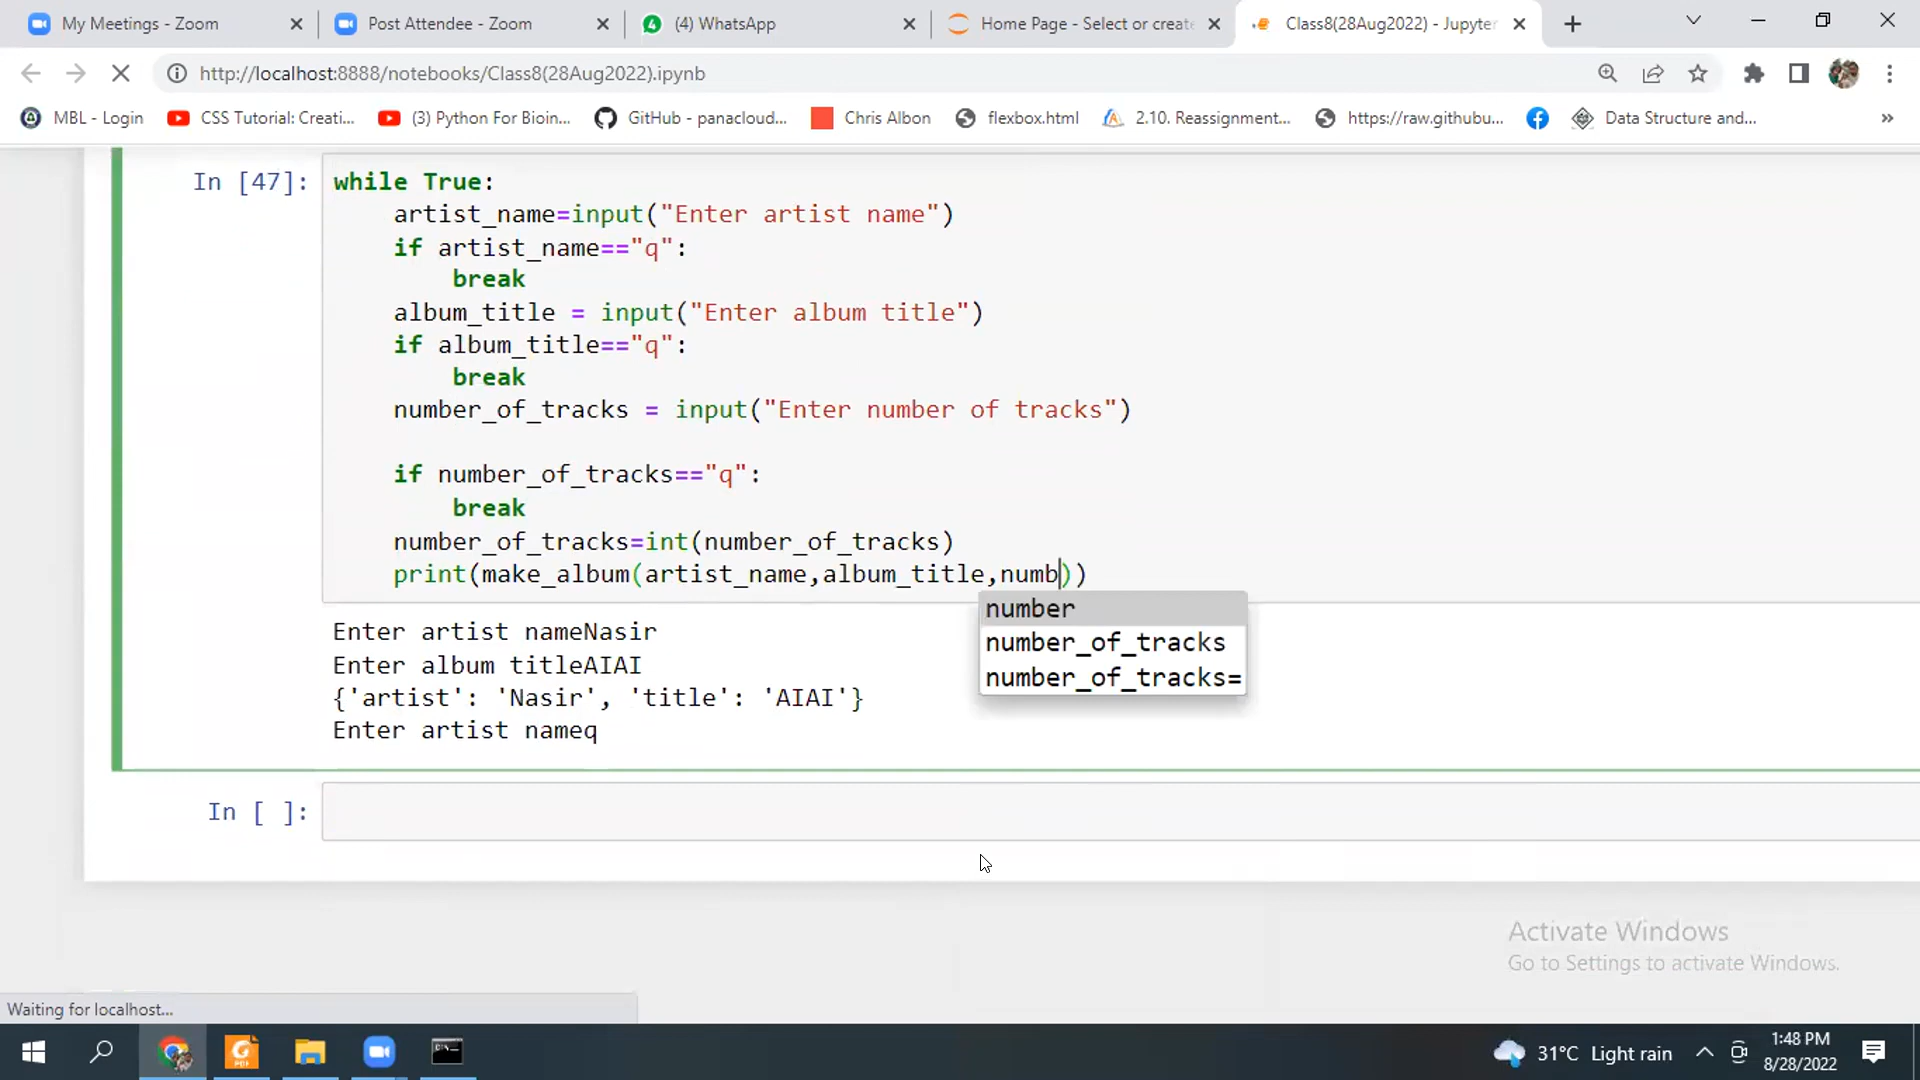 My Meetings - Zoom
Post Attendee - Zoom
4
(4) WhatsApp
Home Page - Select or create
Class8(28Aug2022) - Jupyter
http://localhost:8888/notebooks/Class8(28Aug2022).ipynb
MBL - Login
CSS Tutorial: Creati...
(3) Python For Bioin...
GitHub - panacloud...
Chris Albon
flexbox.html
2.10. Reassignment...
https://raw.githubu...
Data Structure and...
»
In [47]:
while True:
    artist_name=input("Enter artist name")
    if artist_name=="q":
        break
    album_title = input("Enter album title")
    if album_title=="q":
        break
    number_of_tracks = input("Enter number of tracks")
    if number_of_tracks=="q":
        break
    number_of_tracks=int(number_of_tracks)
    print(make_album(artist_name,album_title,numb))
number
number_of_tracks
number_of_tracks=
Enter artist nameNasir
Enter album titleAIAI
{'artist': 'Nasir', 'title': 'AIAI'}
Enter artist nameq
In [ ]:
Activate Windows
Go to Settings to activate Windows.
Waiting for localhost...
PDF
31°C Light rain
1:48 PM
8/28/2022